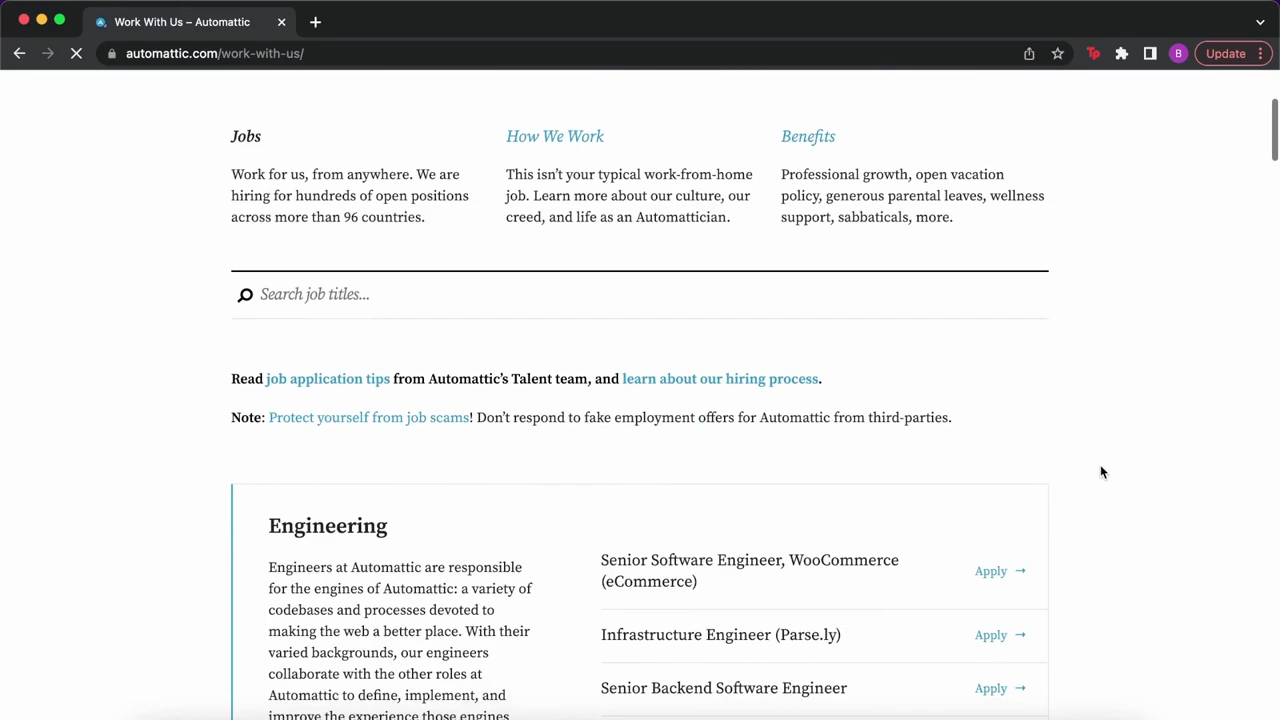 Work With Us – Automattic
automattic.com/work-with-us/
Tp
B
Update
Jobs
Work for us, from anywhere. We are
hiring for hundreds of open positions
across more than 96 countries.
How We Work
This isn’t your typical work-from-home
job. Learn more about our culture, our
creed, and life as an Automattician.
Benefits
Professional growth, open vacation
policy, generous parental leaves, wellness
support, sabbaticals, more.
Search job titles...
Read job application tips from Automattic’s Talent team, and learn about our hiring process.
Note: Protect yourself from job scams! Don’t respond to fake employment offers for Automattic from third-parties.
Engineering
Engineers at Automattic are responsible
for the engines of Automattic: a variety of
codebases and processes devoted to
making the web a better place. With their
varied backgrounds, our engineers
collaborate with the other roles at
Automattic to define, implement, and
improve the experience those engines
Senior Software Engineer, WooCommerce
(eCommerce)
Apply →
Infrastructure Engineer (Parse.ly)
Apply →
Senior Backend Software Engineer
Apply →